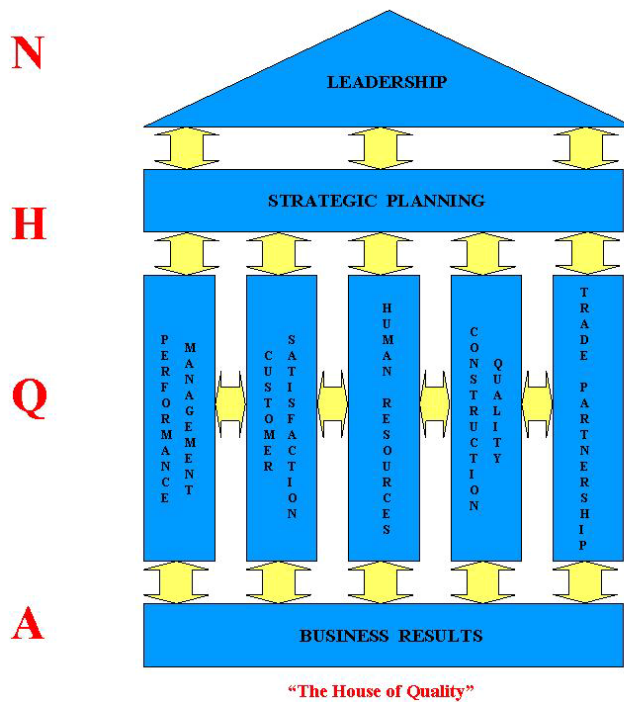 N
LEADERSHIP
H
STRATEGIC PLANNING
Q
PERFORMANCE
MANAGEMENT
CUSTOMER
SATISFACTION
HUMAN RESOURCES
CONSTRUCTION
QUALITY
TRADE PARTNERSHIP
A
BUSINESS RESULTS
“The House of Quality”